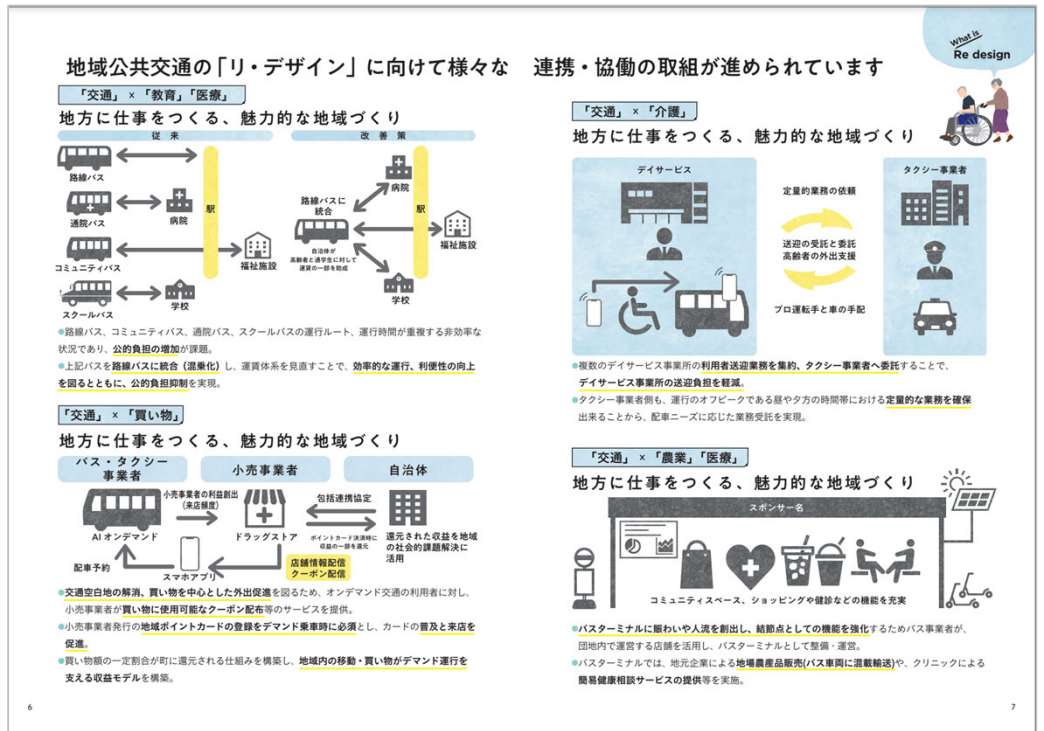 What is
Re design
地域公共交通の「リ・デザイン」に向けて様々な 連携・協働の取組が進められています
「交通」×「教育」「医療」
地方に仕事をつくる、魅力的な地域づくり
従来
改善策
路線バス
通院バス
病院
コミュニティバス
福祉施設
スクールバス
学校
駅
病院
路線バスに
統合
自治体が
高齢者と通学生に対して
運賃の一部を助成
駅
福祉施設
学校
●路線バス、コミュニティバス、通院バス、スクールバスの運行ルート、運行時間が重複する非効率な
状況であり、公的負担の増加が課題。
●上記バスを路線バスに統合（混乗化）し、運賃体系を見直すことで、効率的な運行、利便性の向上
を図るとともに、公的負担抑制を実現。
「交通」×「買い物」
地方に仕事をつくる、魅力的な地域づくり
バス・タクシー
事業者
小売事業者
自治体
小売事業者の利益創出
（来店頻度）
包括連携協定
AI オンデマンド
ドラッグストア
ポイントカード決済時に
収益の一部を還元
還元された収益を地域
の社会的課題解決に
活用
配車予約
スマホアプリ
店舗情報配信
クーポン配信
●交通空白地の解消、買い物を中心とした外出促進を図るため、オンデマンド交通の利用者に対し、
小売事業者が買い物に使用可能なクーポン配布等のサービスを提供。
●小売事業者発行の地域ポイントカードの登録をデマンド乗車時に必須とし、カードの普及と来店を
促進。
●買い物額の一定割合が町に還元される仕組みを構築し、地域内の移動・買い物がデマンド運行を
支える収益モデルを構築。
6
「交通」×「介護」
地方に仕事をつくる、魅力的な地域づくり
デイサービス
タクシー事業者
定量的業務の依頼
送迎の受託と委託
高齢者の外出支援
プロ運転手と車の手配
●複数のデイサービス事業所の利用者送迎業務を集約、タクシー事業者へ委託することで、
デイサービス事業所の送迎負担を軽減。
●タクシー事業者側も、運行のオフピークである昼や夕方の時間帯における定量的な業務を確保
出来ることから、配車ニーズに応じた業務受託を実現。
「交通」×「農業」「医療」
地方に仕事をつくる、魅力的な地域づくり
スポンサー名
コミュニティスペース、ショッピングや健診などの機能を充実
●バスターミナルに賑わいや人流を創出し、結節点としての機能を強化するためバス事業者が、
団地内で運営する店舗を活用し、バスターミナルとして整備・運営。
●バスターミナルでは、地元企業による地場農産品販売(バス車両に混載輸送)や、クリニックによる
簡易健康相談サービスの提供等を実施。
7